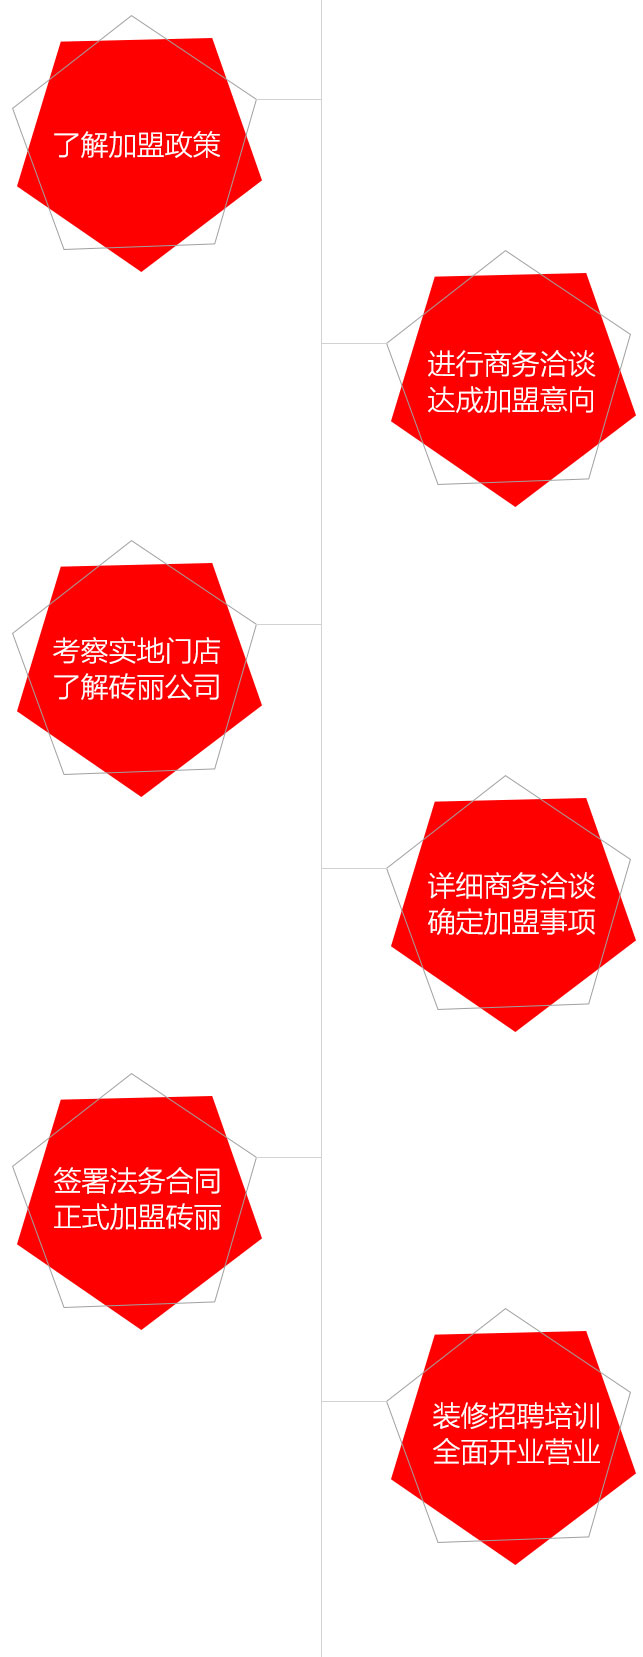 了解加盟政策
进行商务洽谈
达成加盟意向
考察实地门店
了解砖丽公司
详细商务洽谈
确定加盟事项
签署法务合同
正式加盟砖丽
装修招聘培训
全面开业营业